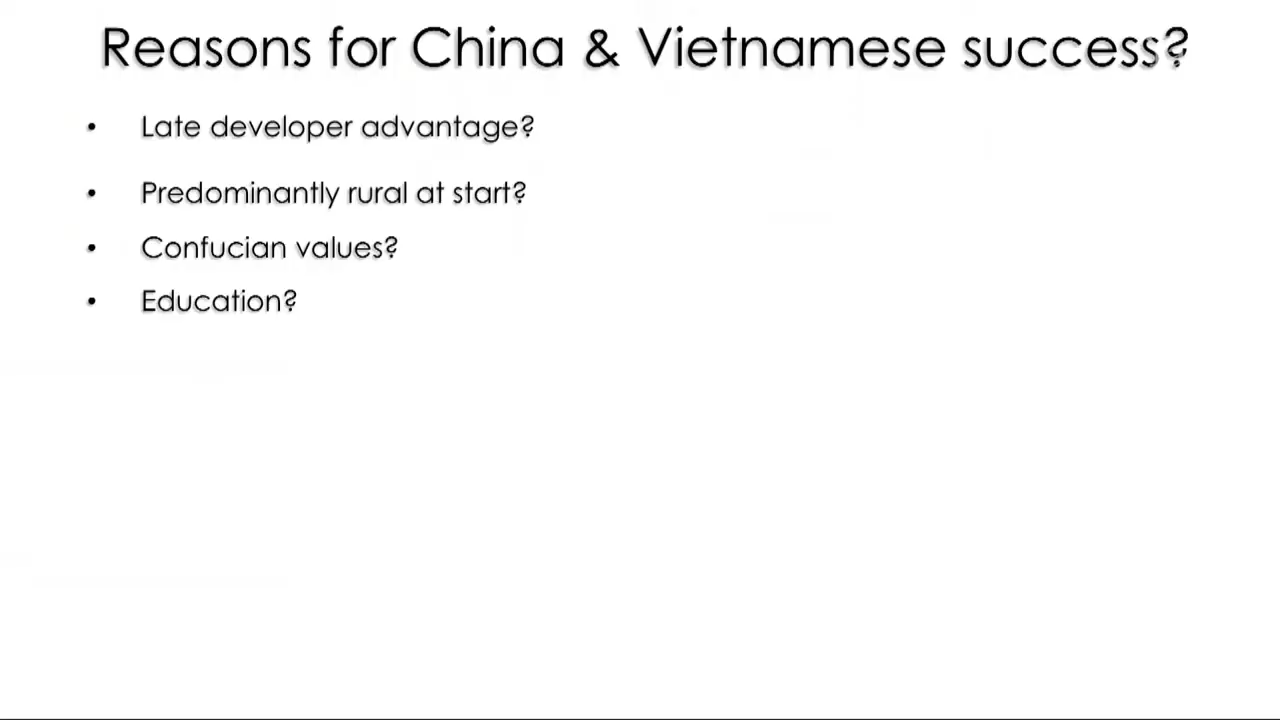 Reasons for China & Vietnamese success?
• Late developer advantage?
• Predominantly rural at start?
• Confucian values?
• Education?